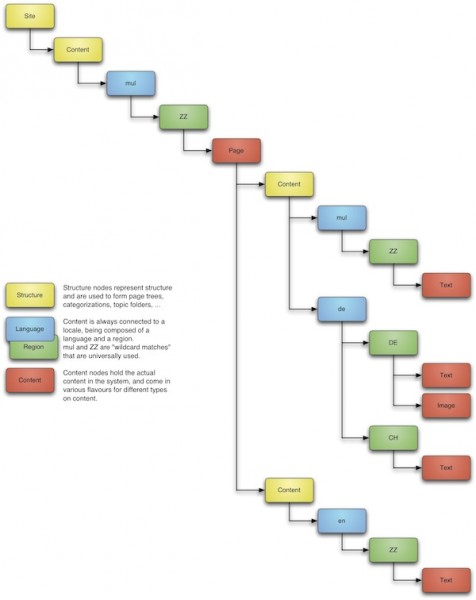 Site
Content
mul
ZZ
Page
Content
mul
ZZ
Text
de
DE
Text
Image
CH
Text
Content
en
ZZ
Text
Structure
Structure nodes represent structure
and are used to form page trees,
categorizations, topic folders, ...
Language
Region
Content is always connected to a
locale, being composed of a
language and a region.
mul and ZZ are "wildcard matches"
that are universally used.
Content
Content nodes hold the actual
content in the system, and come in
various flavours for different types
on content.